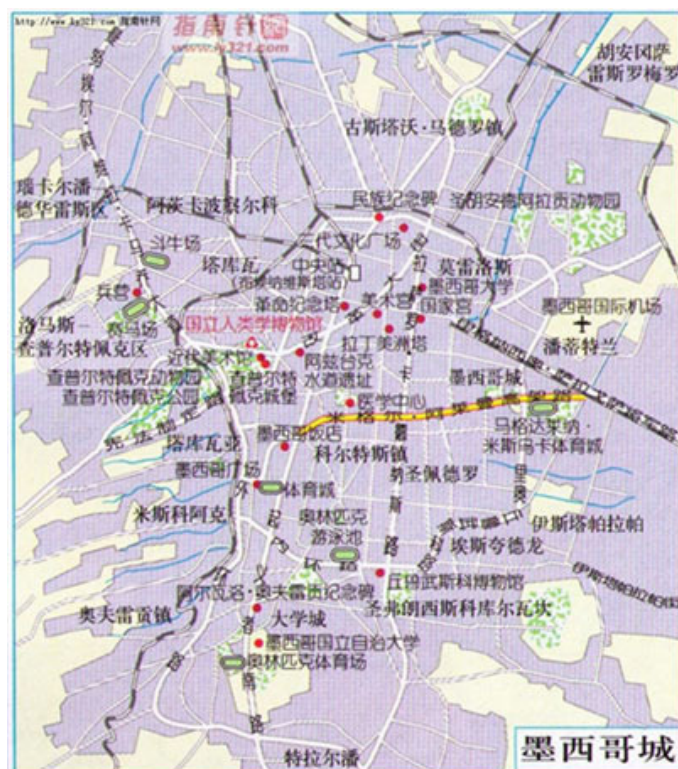 http://www.ly321.com 指南针网
指南针
www.ly321.com
胡安冈萨
雷斯罗梅罗
古斯塔沃·马德罗镇
瑙卡尔潘
德华雷斯区
阿茨卡波察尔科
民族纪念碑
圣胡安德阿拉贡动物园
三代文化广场
斗牛场
塔库瓦
中央站
(布埃纳维斯塔站)
莫雷洛斯
兵营
墨西哥大学
革命纪念塔
美术宫
国家宫
墨西哥国际机场
赛马场
洛马斯－
查普尔特佩克区
国立人类学博物馆
拉丁美洲塔
潘蒂特兰
近代美术馆
阿兹台克
水道遗址
查普尔特佩克动物园
查普尔特
佩克城堡
查普尔特佩克公园
墨西哥城
医学中心
马格达莱纳·
米斯乌卡体育城
塔库瓦亚
墨西哥饭店
科尔特斯镇
墨西哥广场
圣佩德罗
体育城
米斯科阿克
奥林匹克
游泳池
伊斯塔帕拉帕
埃斯夸德龙
阿尔瓦洛·奥夫雷贡纪念碑
圣弗朗西斯科库尔瓦坎
奥夫雷贡镇
大学城
墨西哥国立自治大学
奥林匹克体育场
特拉尔潘
墨西哥城